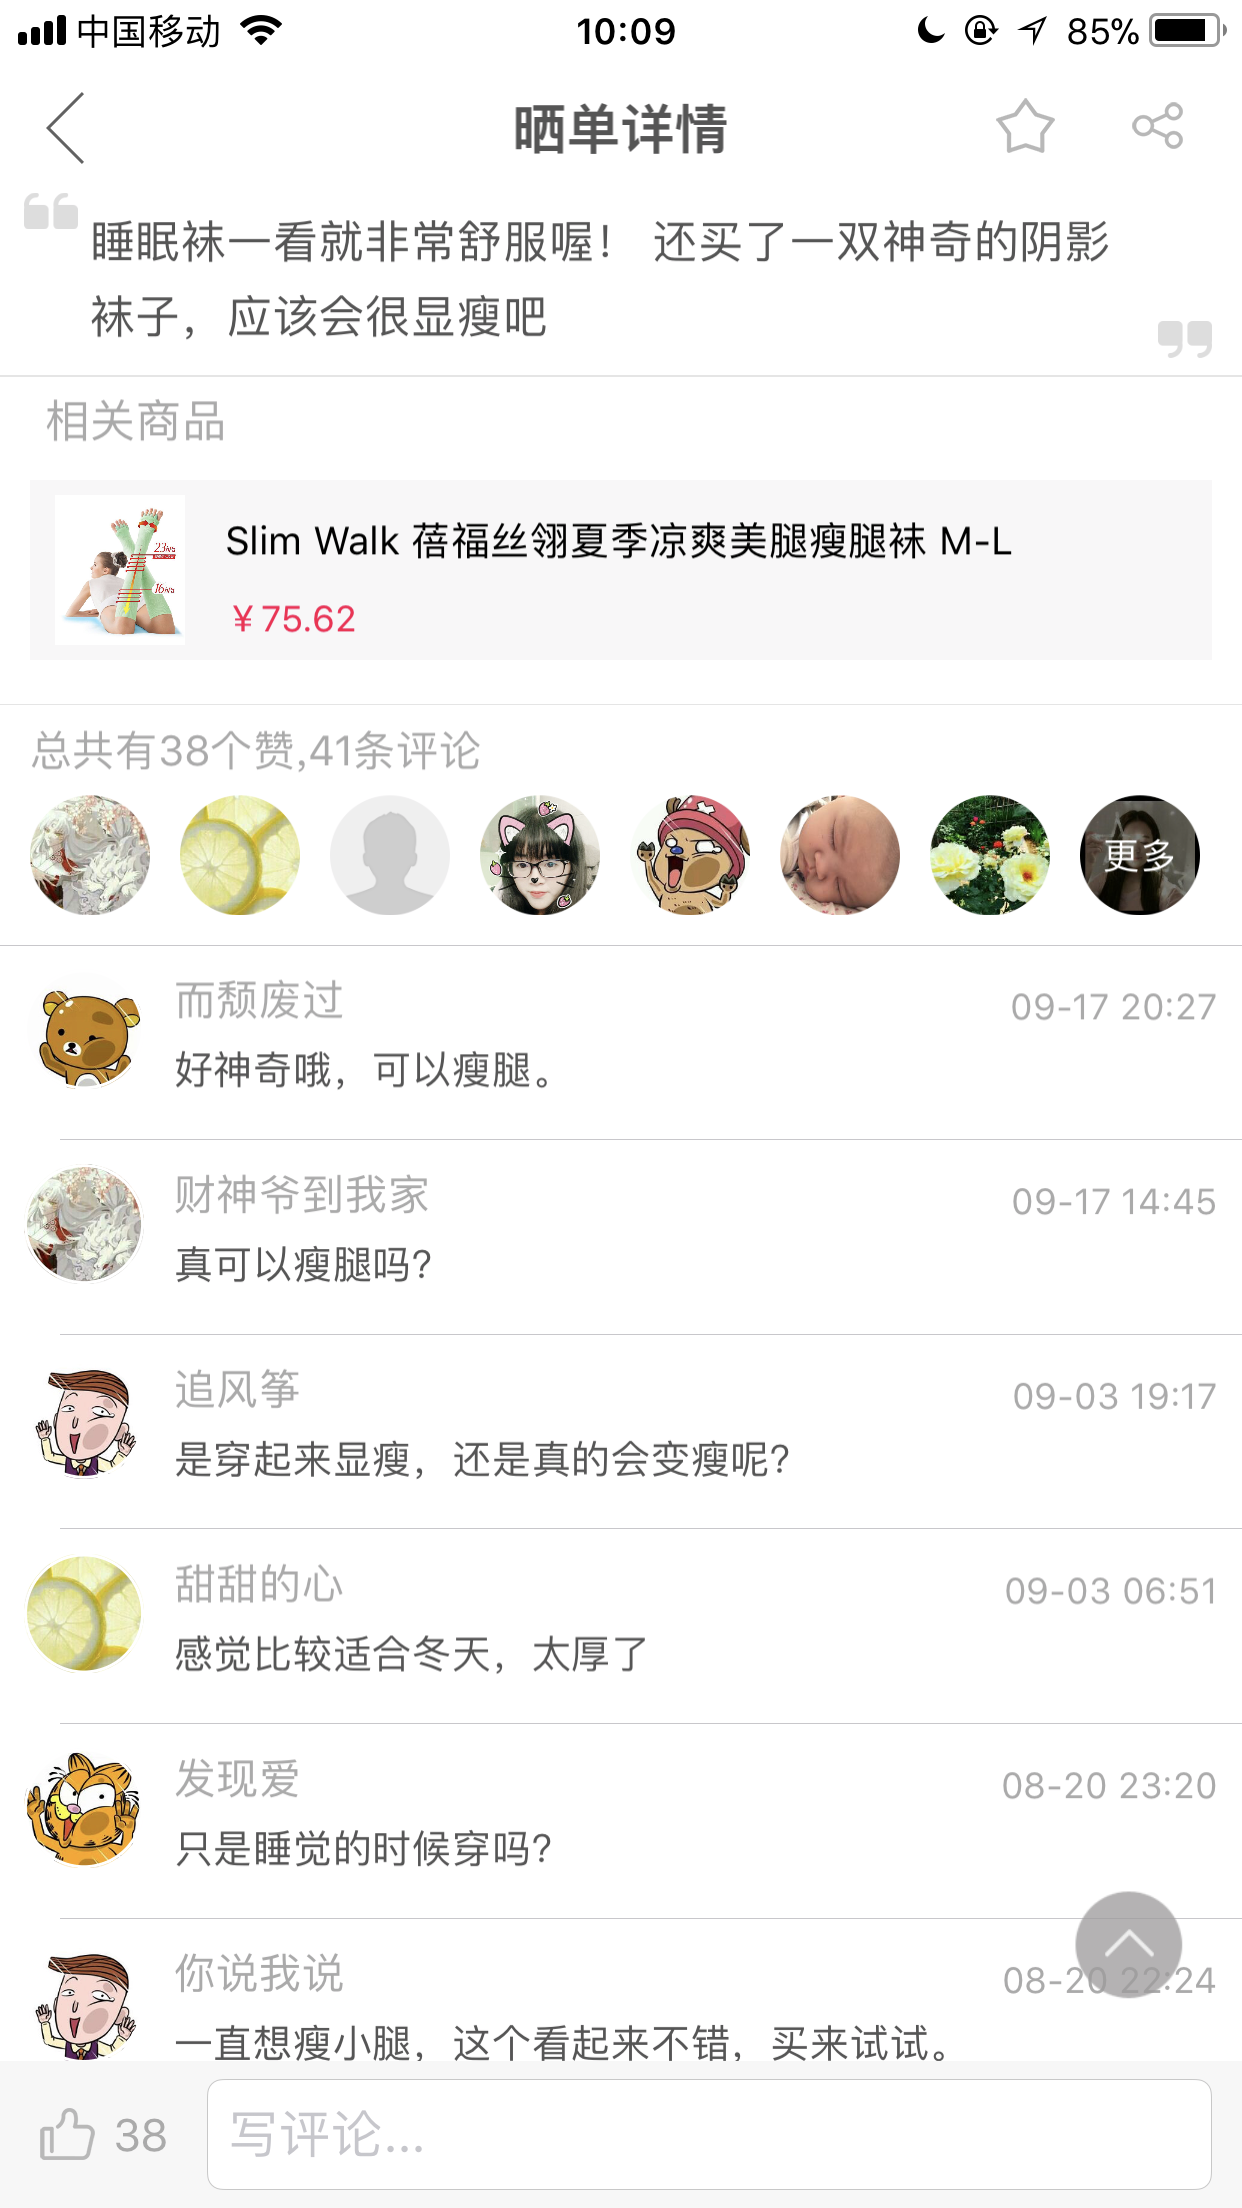 中国移动
10:09
85%
晒单详情
睡眠袜一看就非常舒服喔！ 还买了一双神奇的阴影
袜子，应该会很显瘦吧
相关商品
23hPa
16hPa
Slim Walk 蓓福丝翎夏季凉爽美腿瘦腿袜 M-L
￥75.62
总共有38个赞,41条评论
更多
而颓废过
09-17 20:27
好神奇哦，可以瘦腿。
财神爷到我家
09-17 14:45
真可以瘦腿吗?
追风筝
09-03 19:17
是穿起来显瘦，还是真的会变瘦呢?
甜甜的心
09-03 06:51
感觉比较适合冬天，太厚了
发现爱
08-20 23:20
只是睡觉的时候穿吗?
你说我说
08-20 22:24
一直想瘦小腿，这个看起来不错，买来试试。
38
写评论...